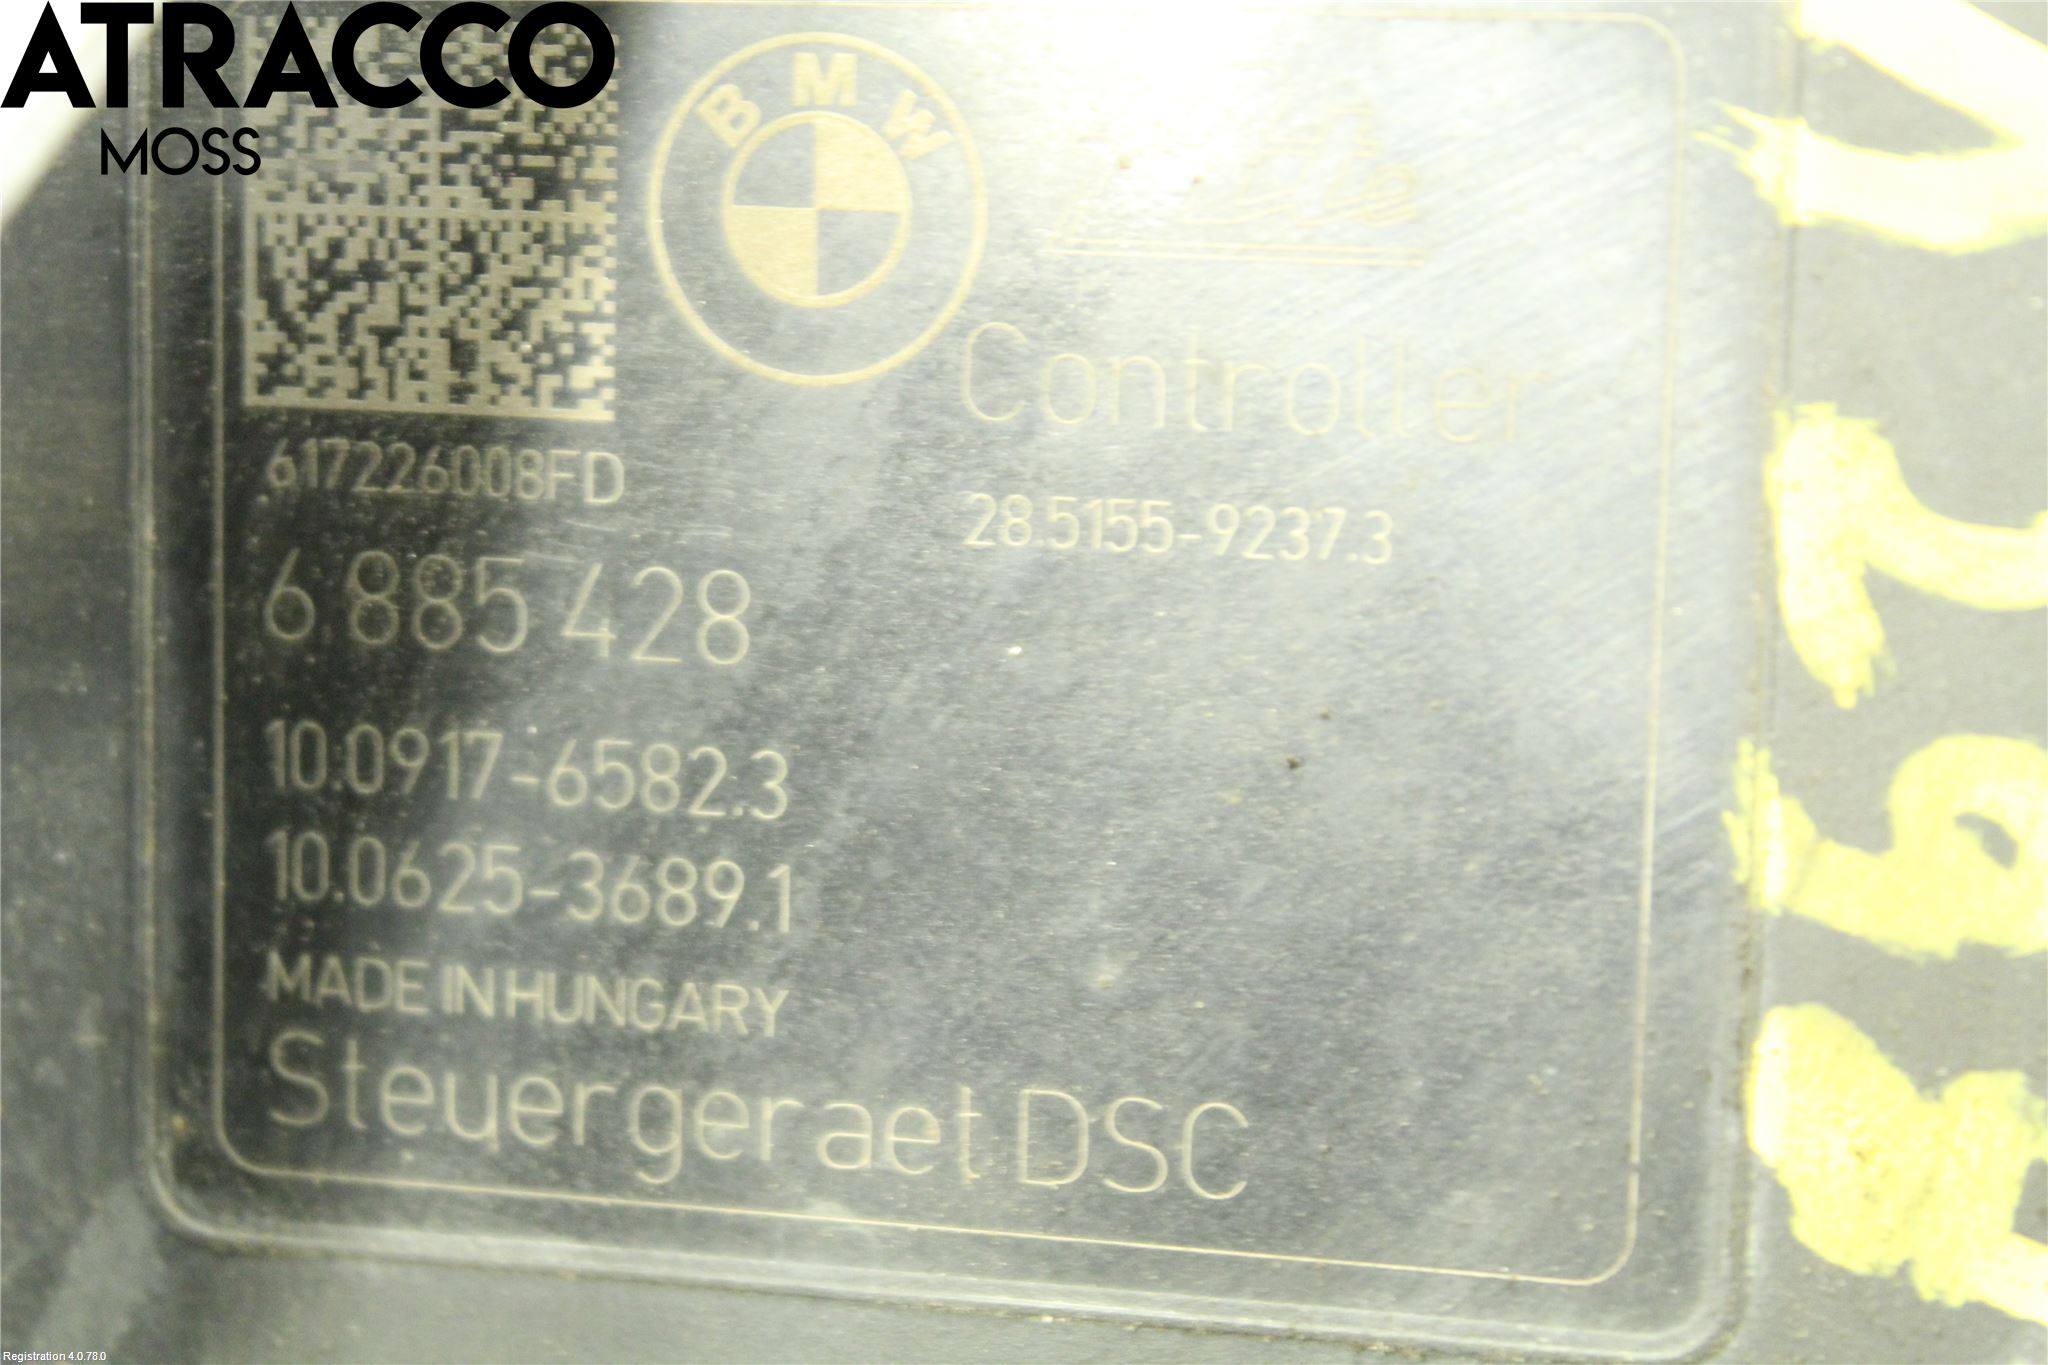 ATRACCO
MOSS
BMW
Ate
Controller
617226008FD
28.5155-9237.3
6 885 428
10.0917-6582.3
10.0625-3689.1
MADE IN HUNGARY
Steuergeraet DSC
Registration 4.0.78.0